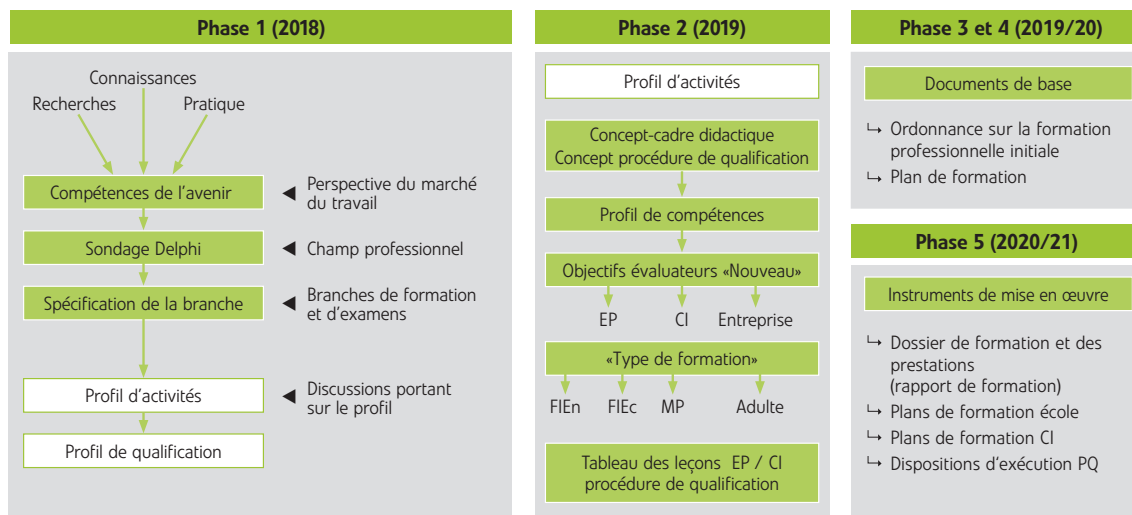 Phase 1 (2018)
Connaissances
Recherches
Pratique
Compétences de l'avenir
Perspective du marché
du travail
Sondage Delphi
Champ professionnel
Spécification de la branche
Branches de formation
et d'examens
Profil d'activités
Discussions portant
sur le profil
Profil de qualification
Phase 2 (2019)
Profil d'activités
Concept-cadre didactique
Concept procédure de qualification
Profil de compétences
Objectifs évaluateurs «Nouveau»
EP
CI
Entreprise
«Type de formation»
FIEn
FIEc
MP
Adulte
Tableau des leçons EP / CI
procédure de qualification
Phase 3 et 4 (2019/20)
Documents de base
Ordonnance sur la formation
professionnelle initiale
Plan de formation
Phase 5 (2020/21)
Instruments de mise en œuvre
Dossier de formation et des
prestations
(rapport de formation)
Plans de formation école
Plans de formation CI
Dispositions d'exécution PQ